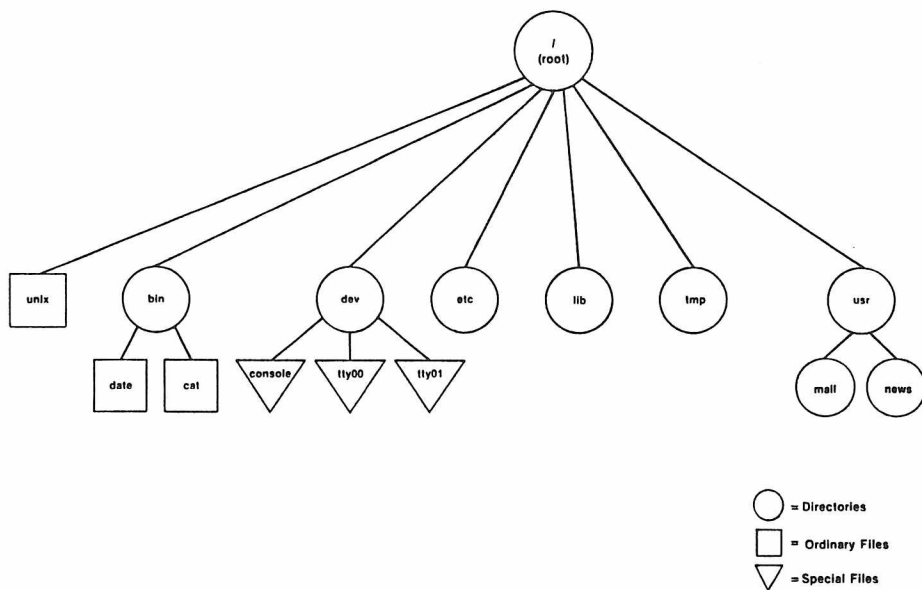 /
(root)
unix
bin
dev
etc
lib
tmp
usr
date
cat
console
tty00
tty01
mail
news
= Directories
= Ordinary Files
= Special Files